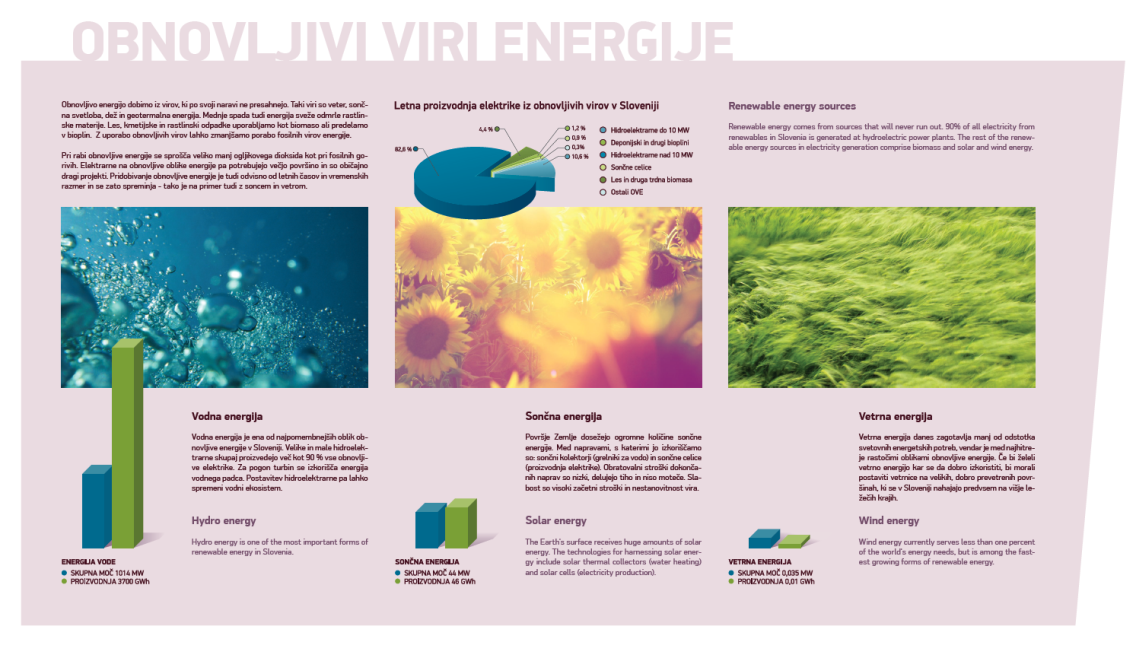 OBNOVLJIVI VIRI ENERGIJE
Obnovljivo energijo dobimo iz virov, ki po svoji naravi ne presahnejo. Taki viri so veter, sonč-
na svetloba, dež in geotermalna energija. Mednje spada tudi energija sveže odmrle rastlin-
ske materije. Les, kmetijske in rastlinski odpadke uporabljamo kot biomaso ali predelamo
v bioplin. Z uporabo obnovljivih virov lahko zmanjšamo porabo fosilnih virov energije.
Pri rabi obnovljive energije se sprošča veliko manj ogljikovega dioksida kot pri fosilnih go-
rivih. Elektrarne na obnovljive oblike energije pa potrebujejo večjo površino in so običajno
dragi projekti. Pridobivanje obnovljive energije je tudi odvisno od letnih časov in vremenskih
razmer in se zato spreminja - tako je na primer tudi z soncem in vetrom.
Letna proizvodnja elektrike iz obnovljivih virov v Sloveniji
4,4 %
82,8 %
1,2 %
0,9 %
0,3%
10,6 %
Hidroelektrarne do 10 MW
Deponijski in drugi bioplini
Hidroelektrarne nad 10 MW
Sončne celice
Les in druga trdna biomasa
Ostali OVE
Renewable energy sources
Renewable energy comes from sources that will never run out. 90% of all electricity from
renewables in Slovenia is generated at hydroelectric power plants. The rest of the renew-
able energy sources in electricity generation comprise biomass and solar and wind energy.
Vodna energija
Vodna energija je ena od najpomembnejših oblik ob-
novljive energije v Sloveniji. Velike in male hidroelek-
trarne skupaj proizvedejo več kot 90 % vse obnovlji-
ve elektrike. Za pogon turbin se izkorišča energija
vodnega padca. Postavitev hidroelektrarne pa lahko
spremeni vodni ekosistem.
Hydro energy
Hydro energy is one of the most important forms of
renewable energy in Slovenia.
ENERGIJA VODE
SKUPNA MOČ 1014 MW
PROIZVODNJA 3700 GWh
Sončna energija
Površje Zemlje dosežejo ogromne količine sončne
energije. Med napravami, s katerimi jo izkoriščamo
so: sončni kolektorji (grelniki za vodo) in sončne celice
(proizvodnja elektrike). Obratovalni stroški dokonča-
nih naprav so nizki, delujejo tiho in niso moteče. Sla-
bost so visoki začetni stroški in nestanovitnost vira.
Solar energy
The Earth's surface receives huge amounts of solar
energy. The technologies for harnessing solar ener-
gy include solar thermal collectors (water heating)
and solar cells (electricity production).
SONČNA ENERGIJA
SKUPNA MOČ 44 MW
PROIZVODNJA 46 GWh
Vetrna energija
Vetrna energija danes zagotavlja manj od odstotka
svetovnih energetskih potreb, vendar je med najhitre-
je rastočimi oblikami obnovljive energije. Če bi želeli
vetrno energijo kar se da dobro izkoristiti, bi morali
postaviti vetrnice na velikih, dobro prevetrenih povr-
šinah, ki se v Sloveniji nahajajo predvsem na višje le-
žečih krajih.
Wind energy
Wind energy currently serves less than one percent
of the world's energy needs, but is among the fast-
est growing forms of renewable energy.
VETRNA ENERGIJA
SKUPNA MOČ 0,035 MW
PROIZVODNJA 0,01 GWh